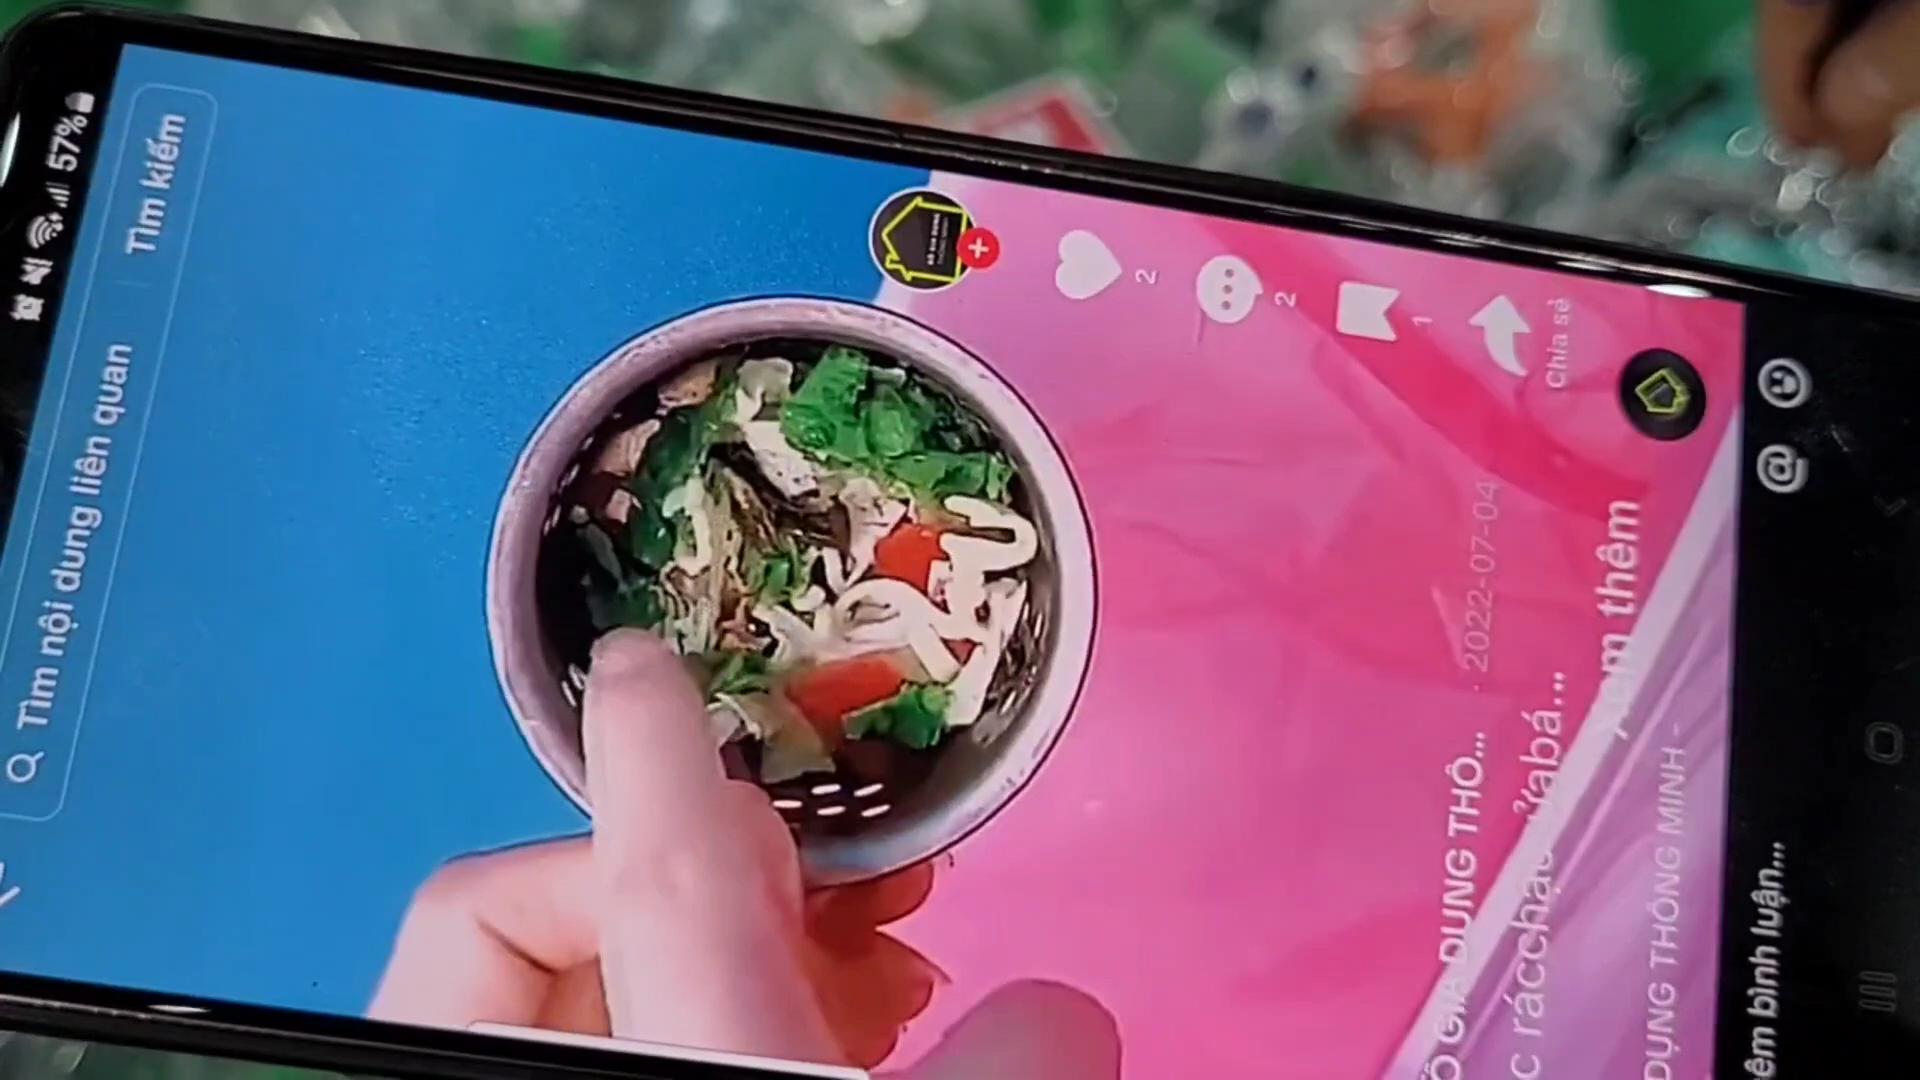 57%
Tìm nội dung liên quan
Tìm kiếm
2
2
1
Chia sẻ
GIA DỤNG THÔ... · 2022-07-04
Xem thêm
DỤNG THÔNG MINH -
bình luận...